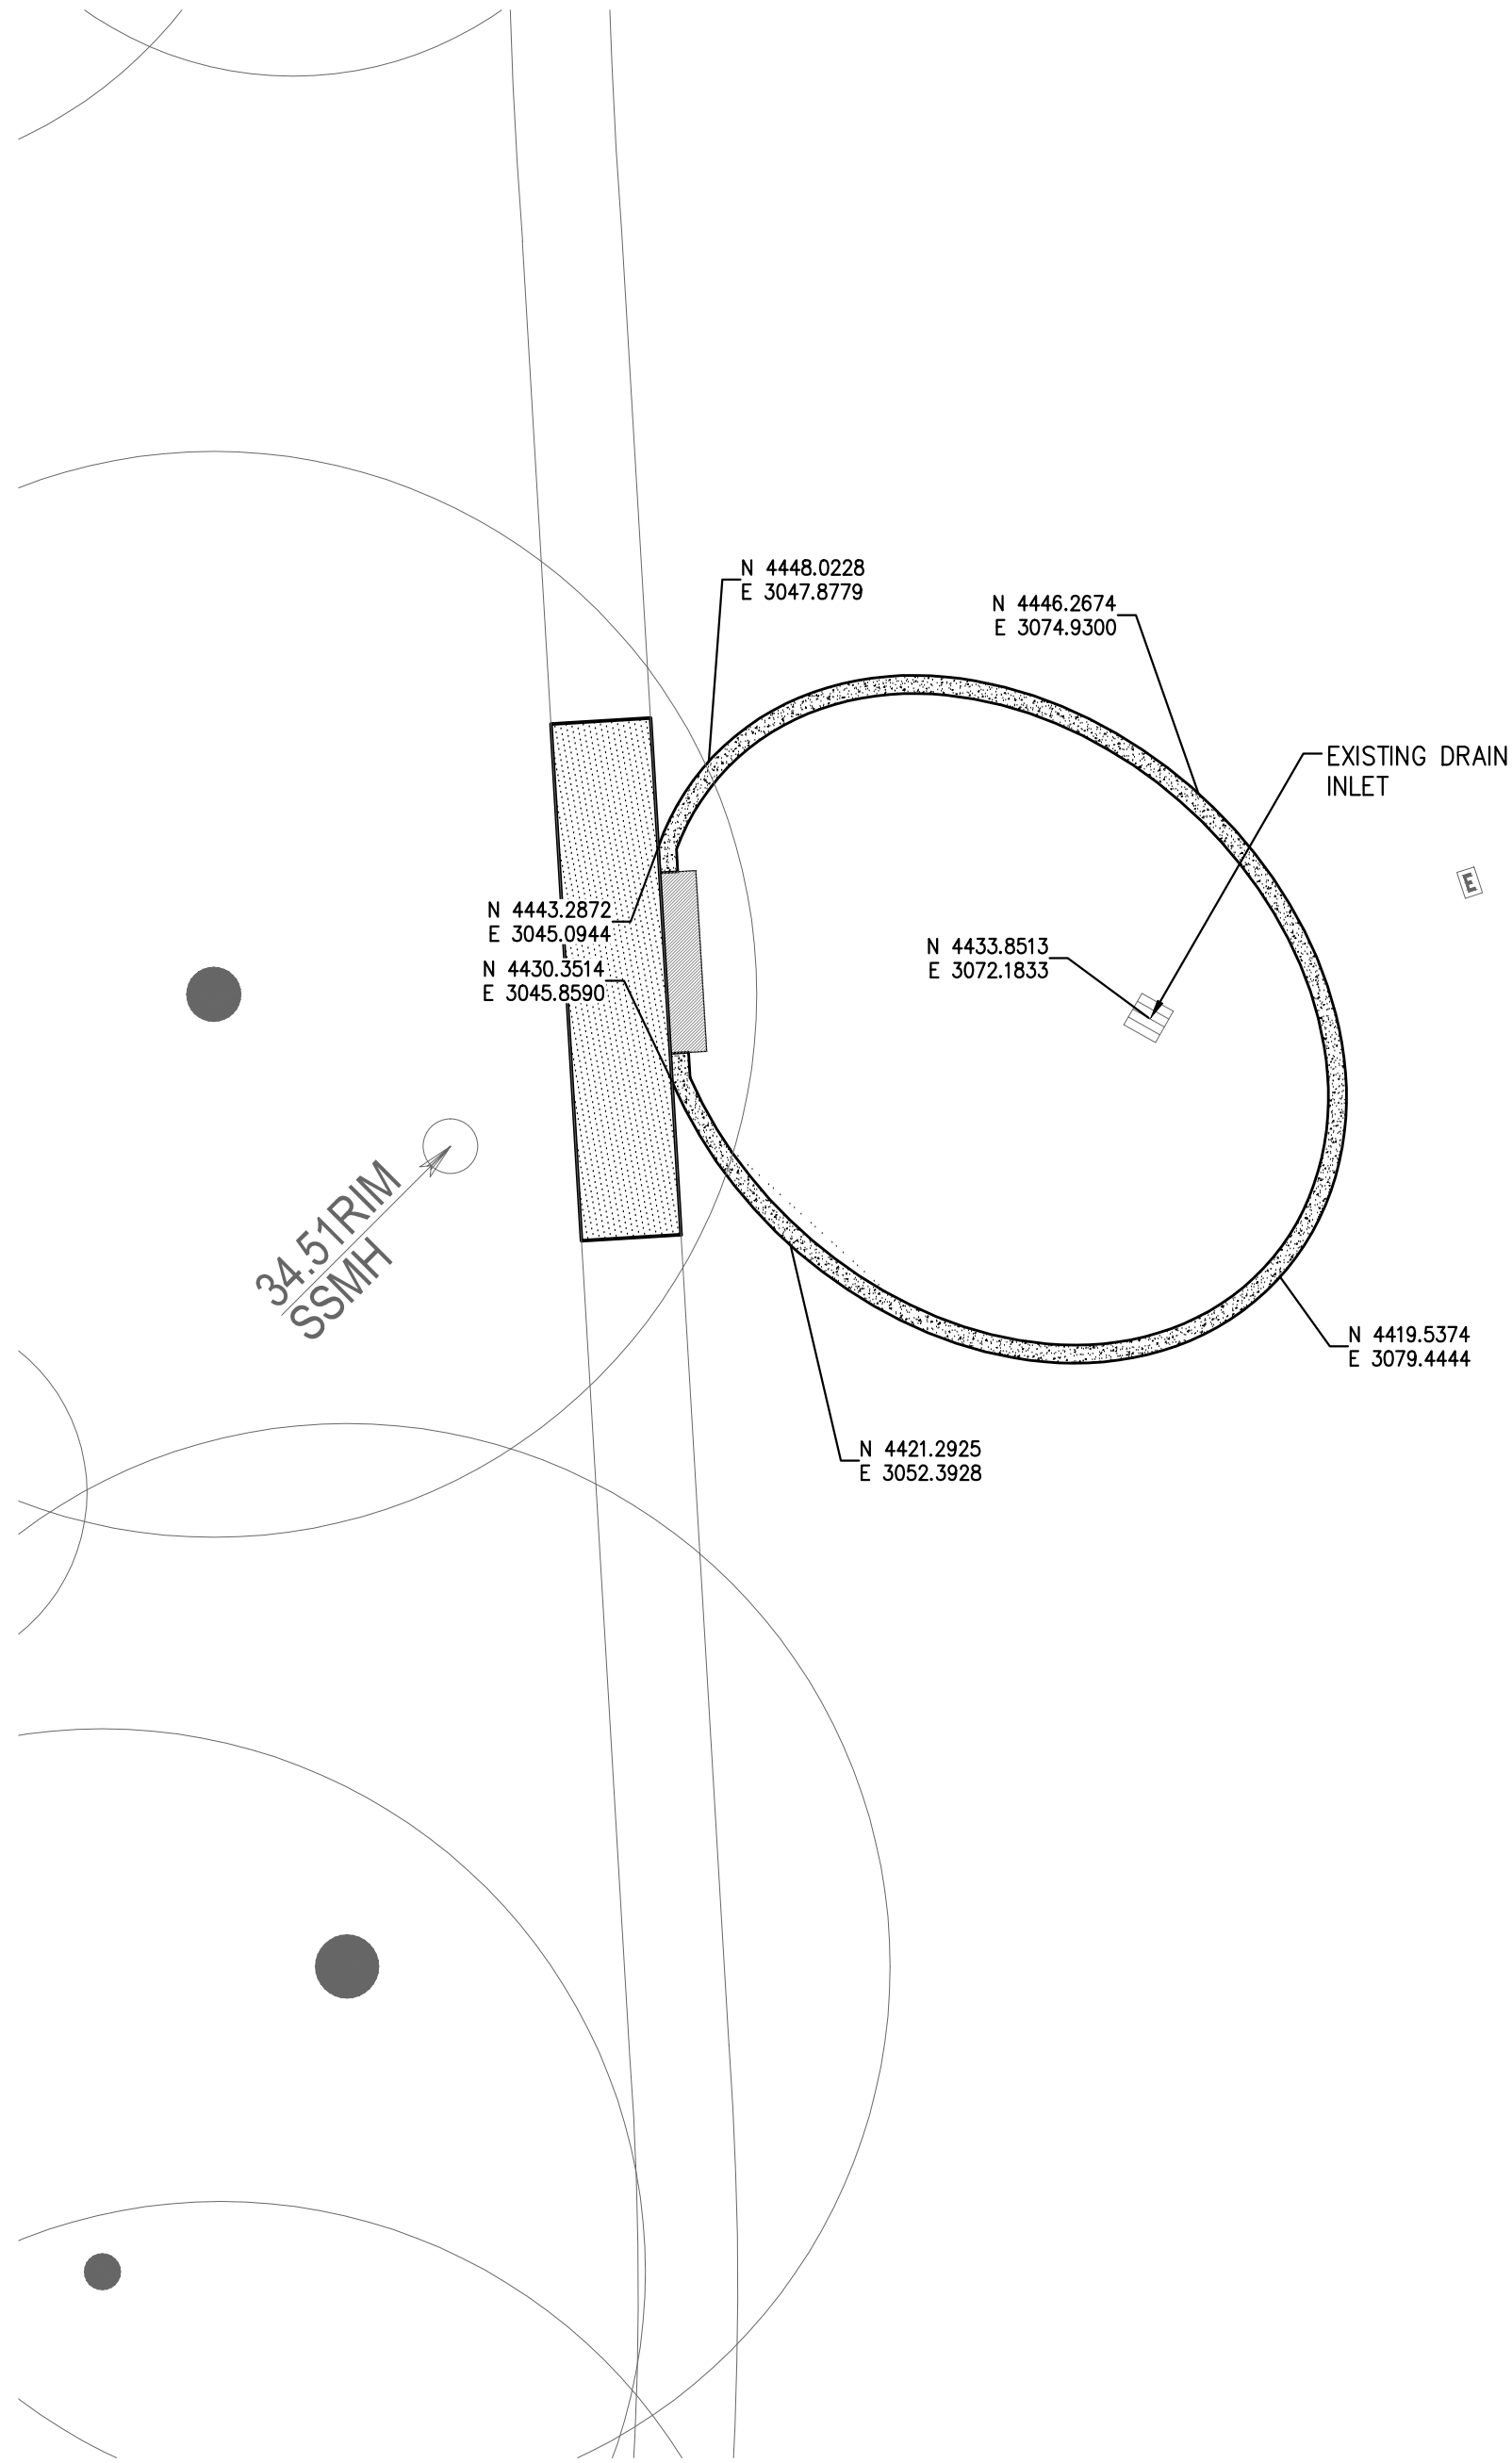 N 4448.0228
E 3047.8779
N 4446.2674
E 3074.9300
EXISTING DRAIN
INLET
E
N 4443.2872
E 3045.0944
N 4430.3514
E 3045.8590
N 4433.8513
E 3072.1833
34.51RIM
SSMH
N 4419.5374
E 3079.4444
N 4421.2925
E 3052.3928